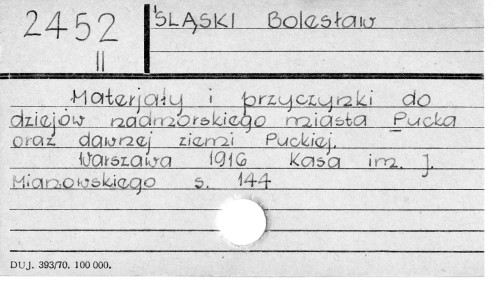 2452
II
ŚLĄSKI Bolesław
Materjały i przyczynki do
dziejów nadmorskiego miasta Pucka
oraz dawnej ziemi Puckiej.
Warszawa 1916 Kasa im. J.
Mianowskiego s. 144
DUJ. 393/70. 100 000.